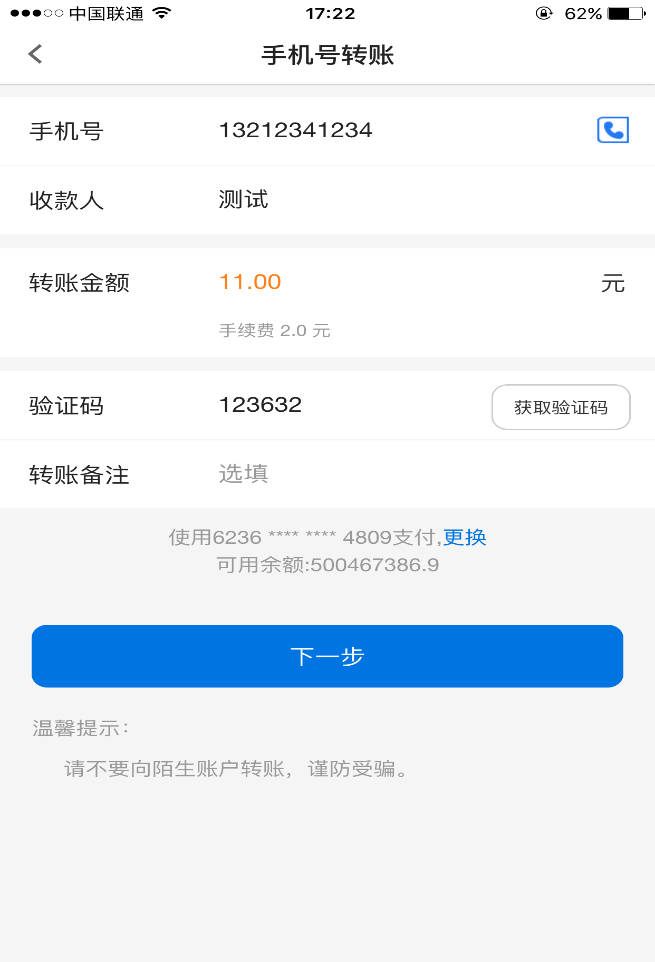 中国联通 17:22 62%
手机号转账
手机号 13212341234
收款人 测试
转账金额 11.00 元
手续费 2.0 元
验证码 123632 获取验证码
转账备注 选填
使用6236 **** **** 4809支付,更换
可用余额:500467386.9
下一步
温馨提示：
请不要向陌生账户转账，谨防受骗。